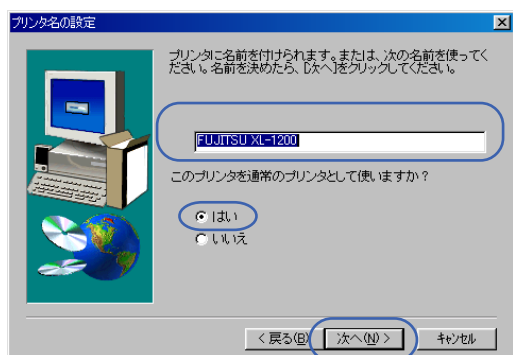 プリンタ名の設定
プリンタに名前を付けられます。または、次の名前を使ってく
ださい。名前を決めたら、[次へ]をクリックしてください。
FUJITSU XL-1200
このプリンタを通常のプリンタとして使いますか？
はい
いいえ
< 戻る(B)
次へ(N) >
キャンセル